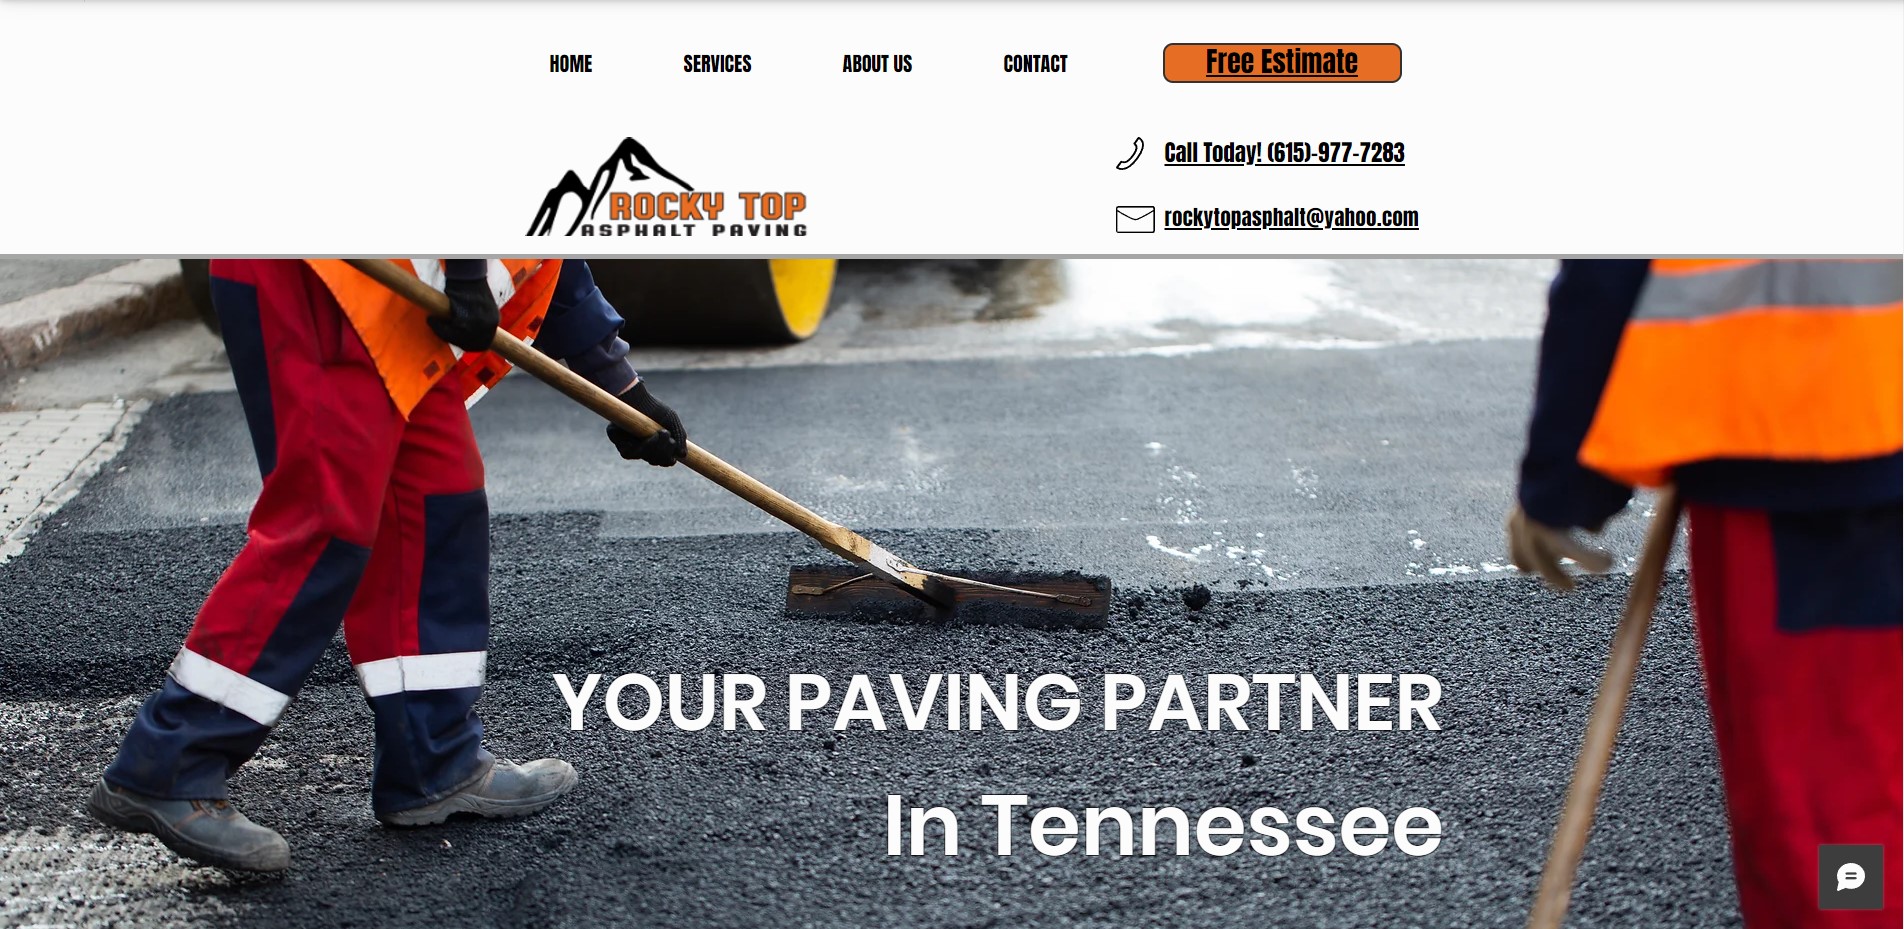 HOME
SERVICES
ABOUT US
CONTACT
Free Estimate
Call Today! (615)-977-7283
ROCKY TOP
ASPHALT PAVING
rockytopasphalt@yahoo.com
YOUR PAVING PARTNER
In Tennessee